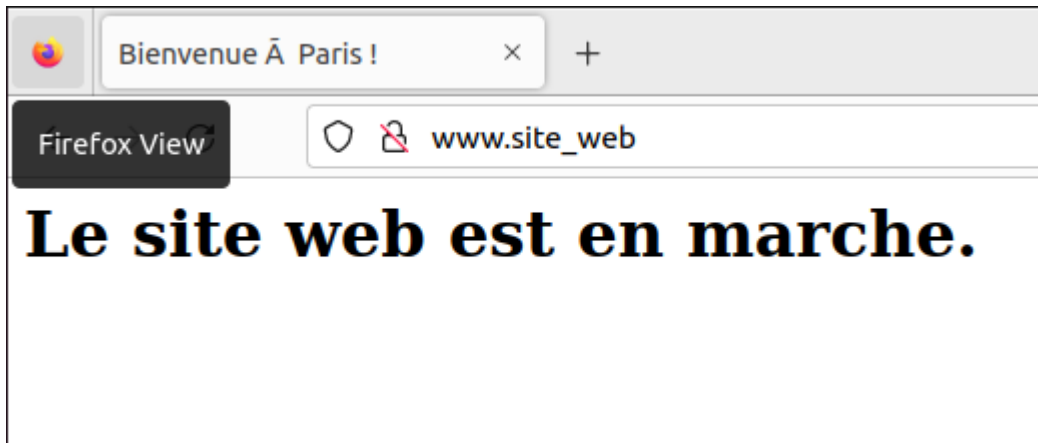 Bienvenue Ã Paris !
Firefox View
www.site_web
Le site web est en marche.